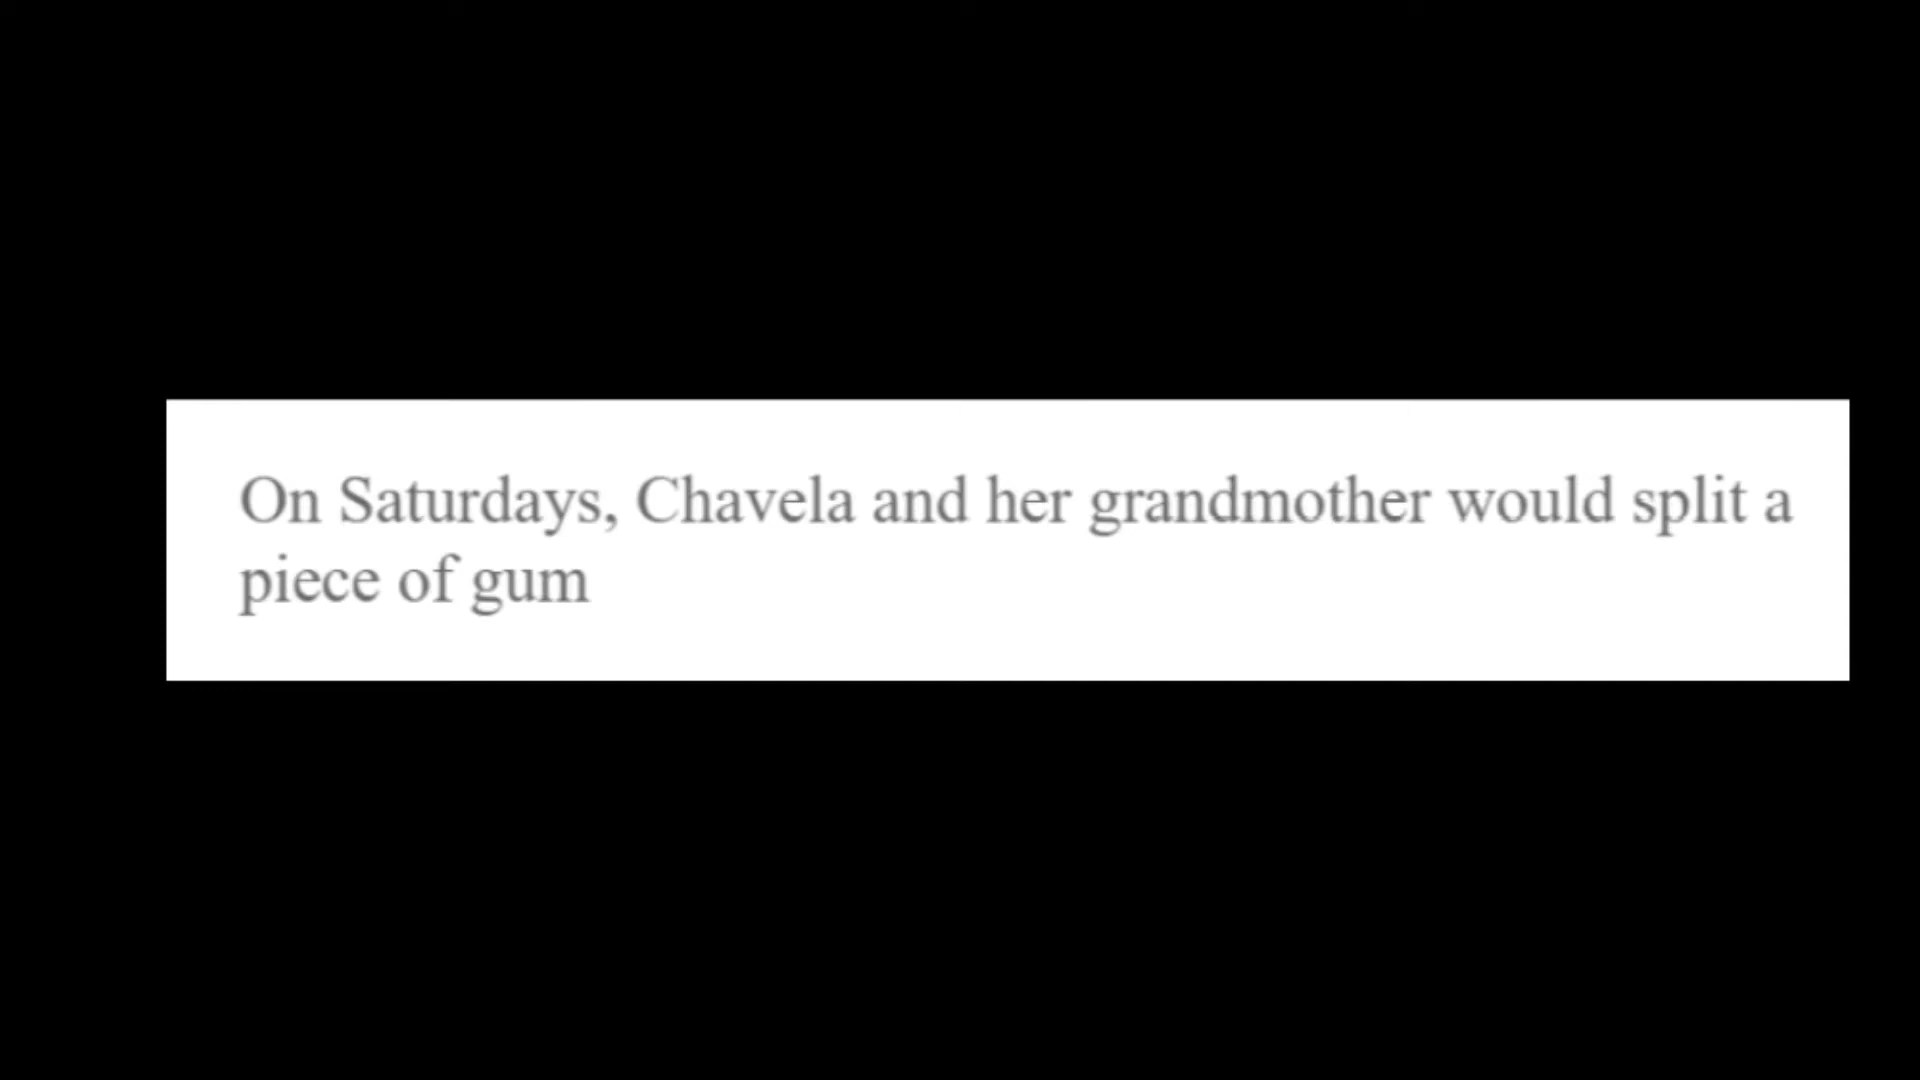 On Saturdays, Chavela and her grandmother would split a
piece of gum